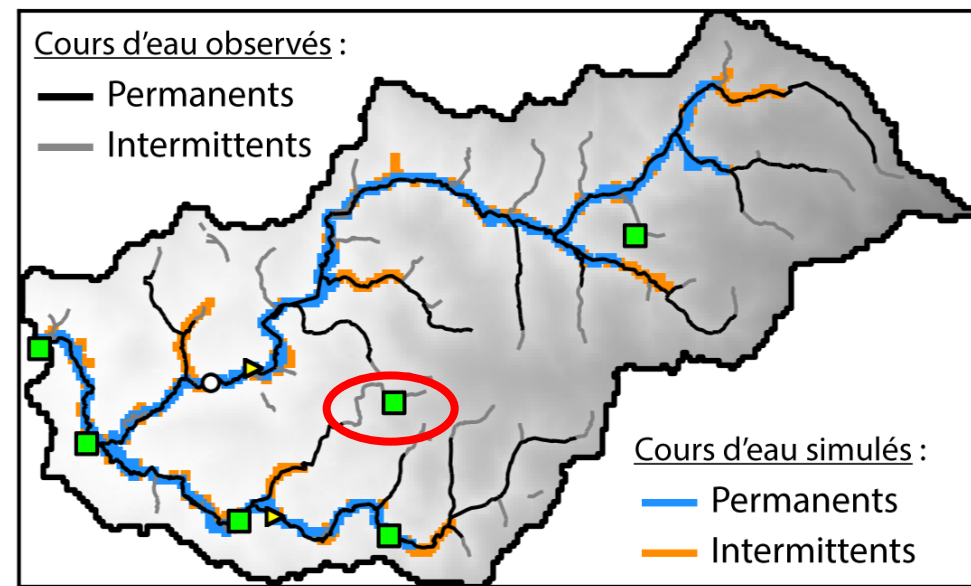 Cours d'eau observés :
Permanents
Intermittents
Cours d'eau simulés :
Permanents
Intermittents